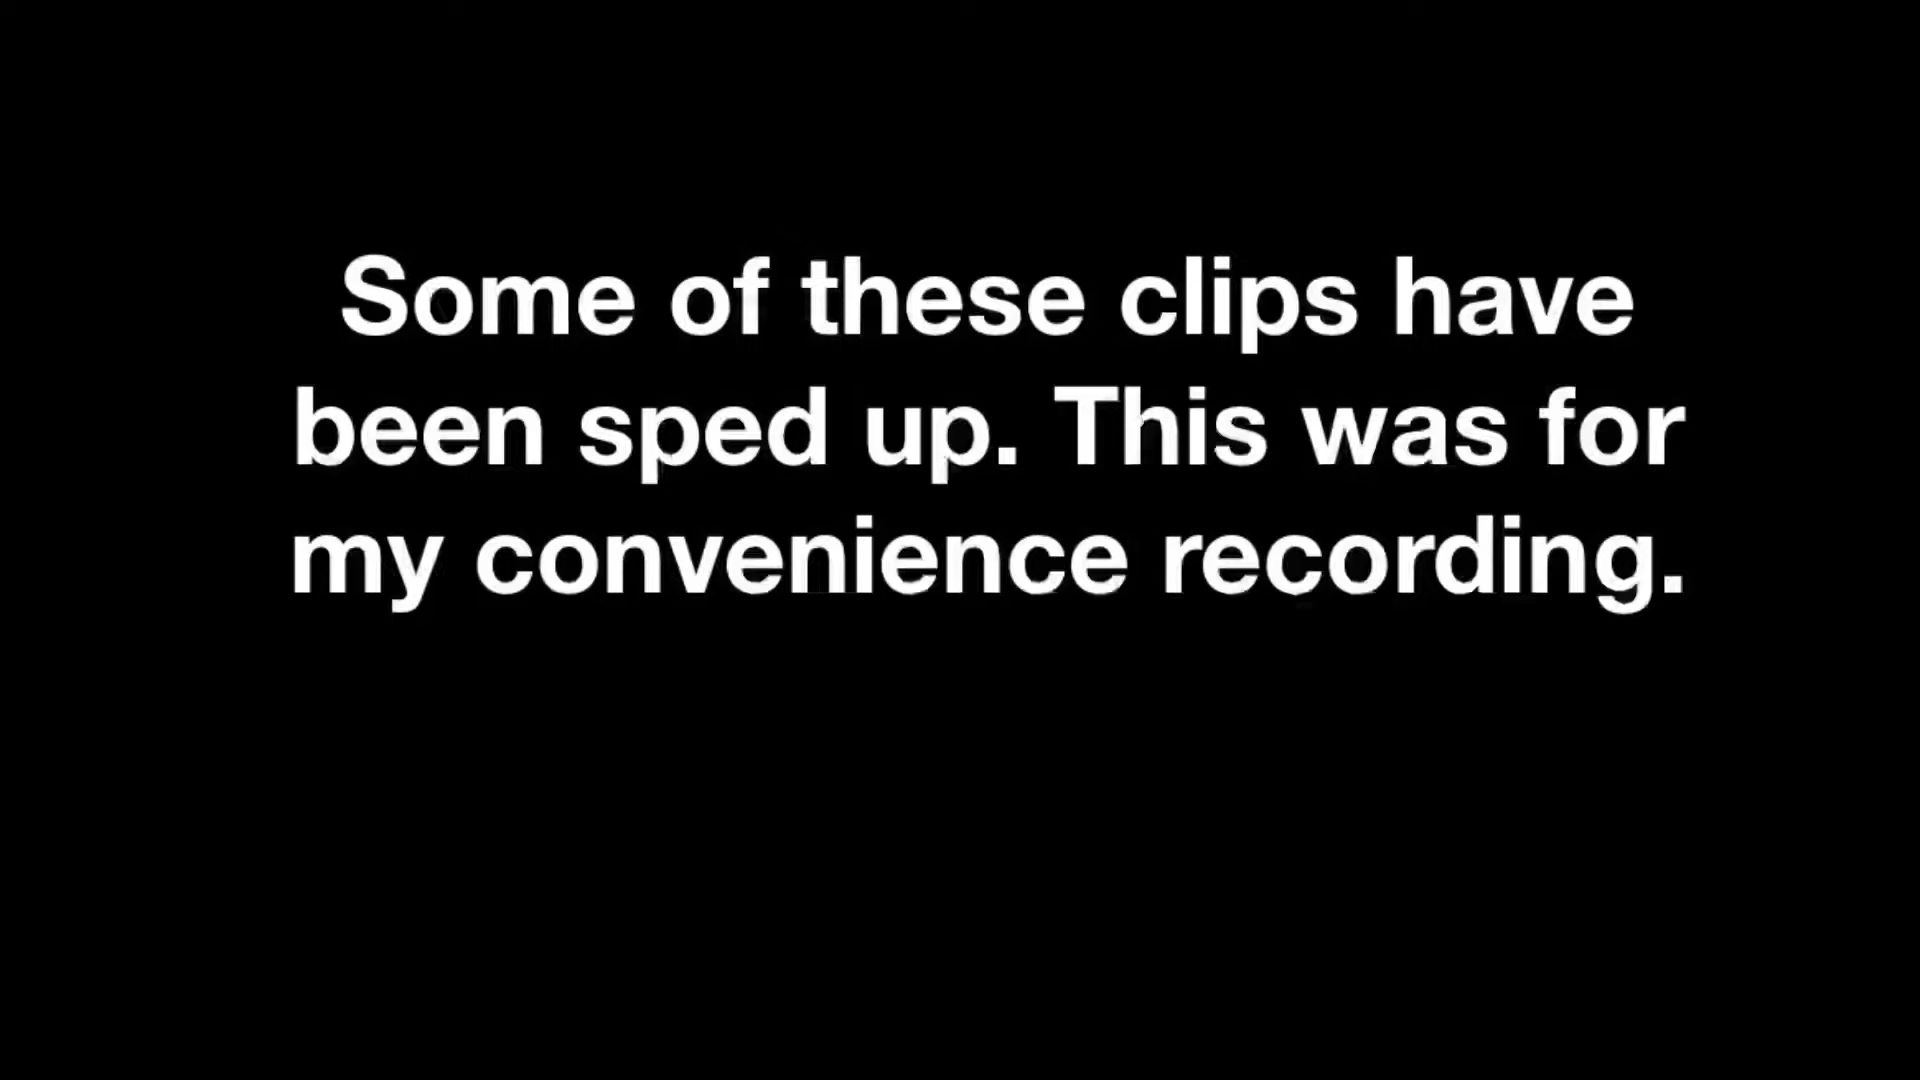 Some of these clips have
been sped up. This was for
my convenience recording.